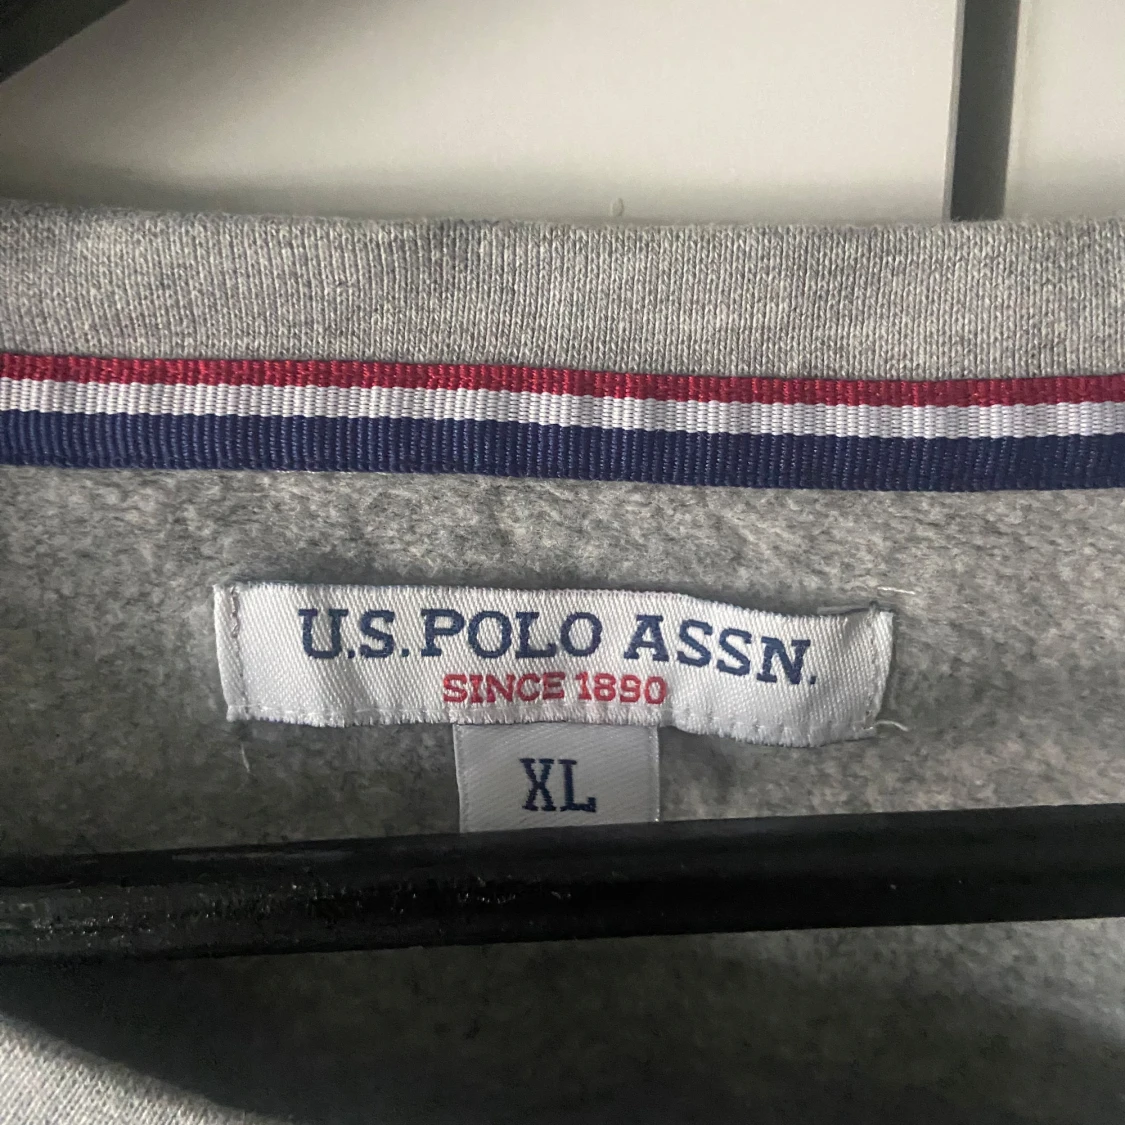 U.S. POLO ASSN.
SINCE 1890
XL